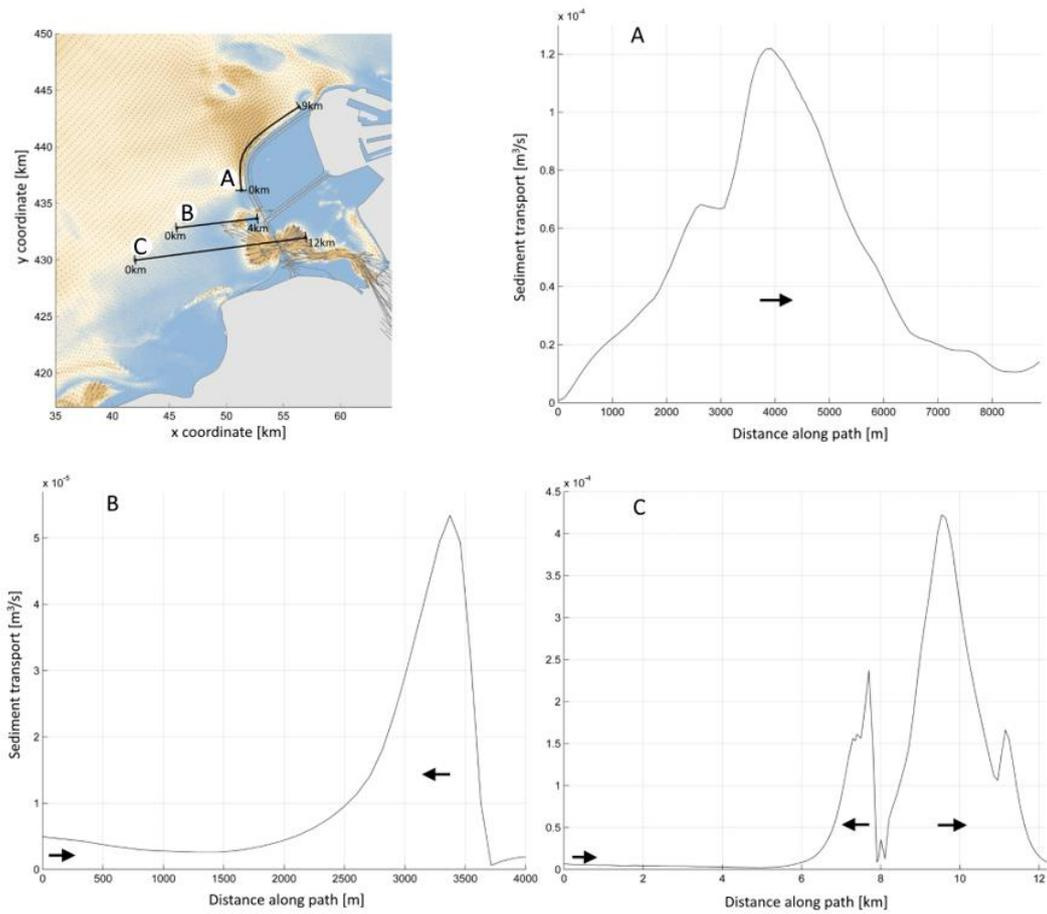 450
445
440
435
430
425
420
y coordinate [km]
35 40 45 50 55 60
x coordinate [km]
9km
A
0km
B
0km
4km
C
0km
12km
x 10⁻⁴
A
1.2
1
0.8
0.6
0.4
0.2
0
Sediment transport [m³/s]
0 1000 2000 3000 4000 5000 6000 7000 8000
Distance along path [m]
x 10⁻⁵
B
5
4
3
2
1
0
Sediment transport [m³/s]
0 500 1000 1500 2000 2500 3000 3500 4000
Distance along path [m]
x 10⁻⁴
C
4.5
4
3.5
3
2.5
2
1.5
1
0.5
0
0 2 4 6 8 10 12
Distance along path [km]